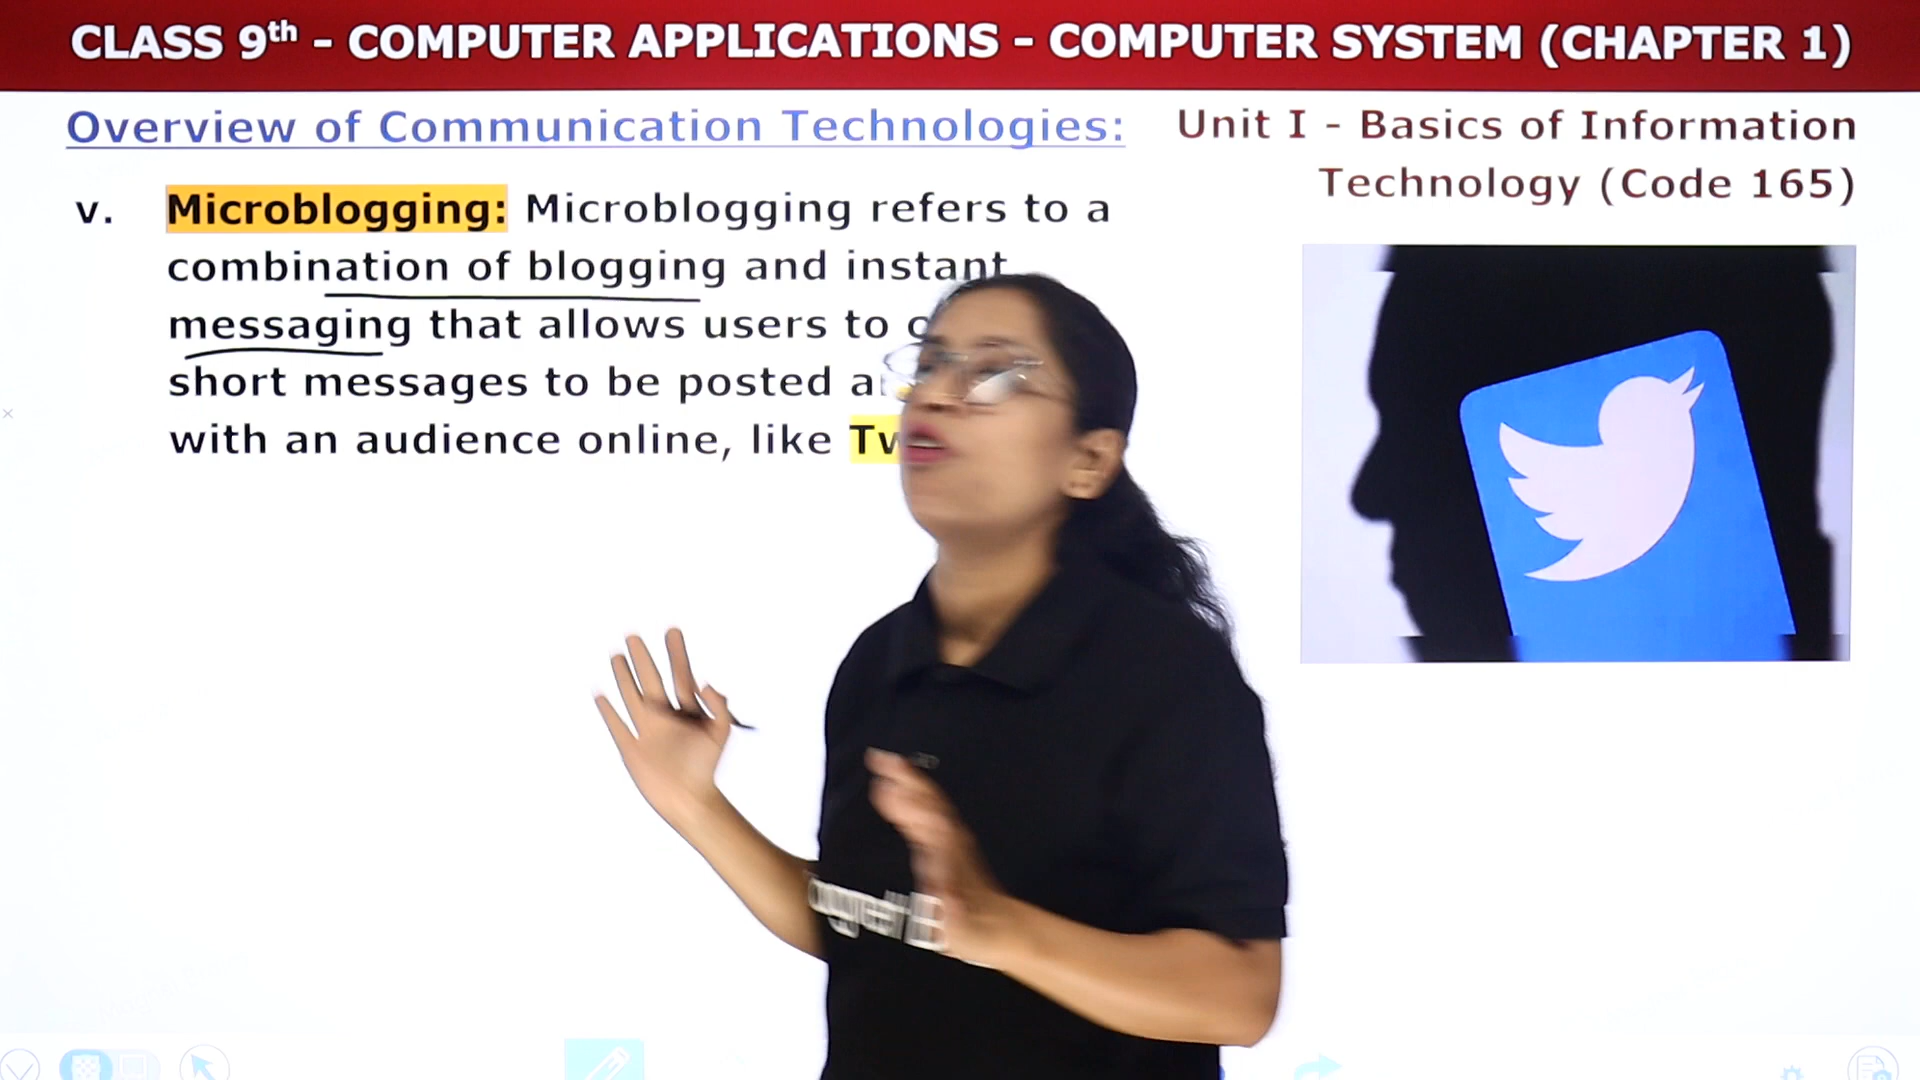 CLASS 9th - COMPUTER APPLICATIONS - COMPUTER SYSTEM (CHAPTER 1)
Overview of Communication Technologies:
Unit I - Basics of Information
Technology (Code 165)
v. Microblogging: Microblogging refers to a
combination of blogging and instant
messaging that allows users to
short messages to be posted
with an audience online, like